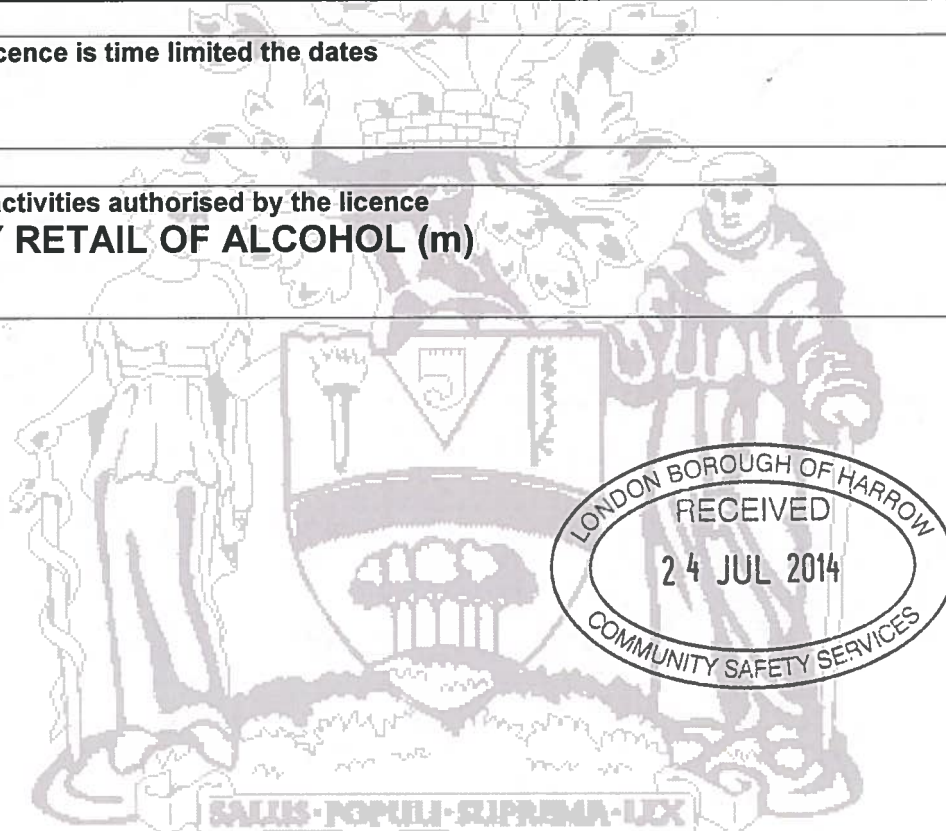 cence is time limited the dates
activities authorised by the licence
Y RETAIL OF ALCOHOL (m)
LONDON BOROUGH OF HARROW
RECEIVED
24 JUL 2014
COMMUNITY SAFETY SERVICES
SALUS·POPULI·SUPREMA·LEX